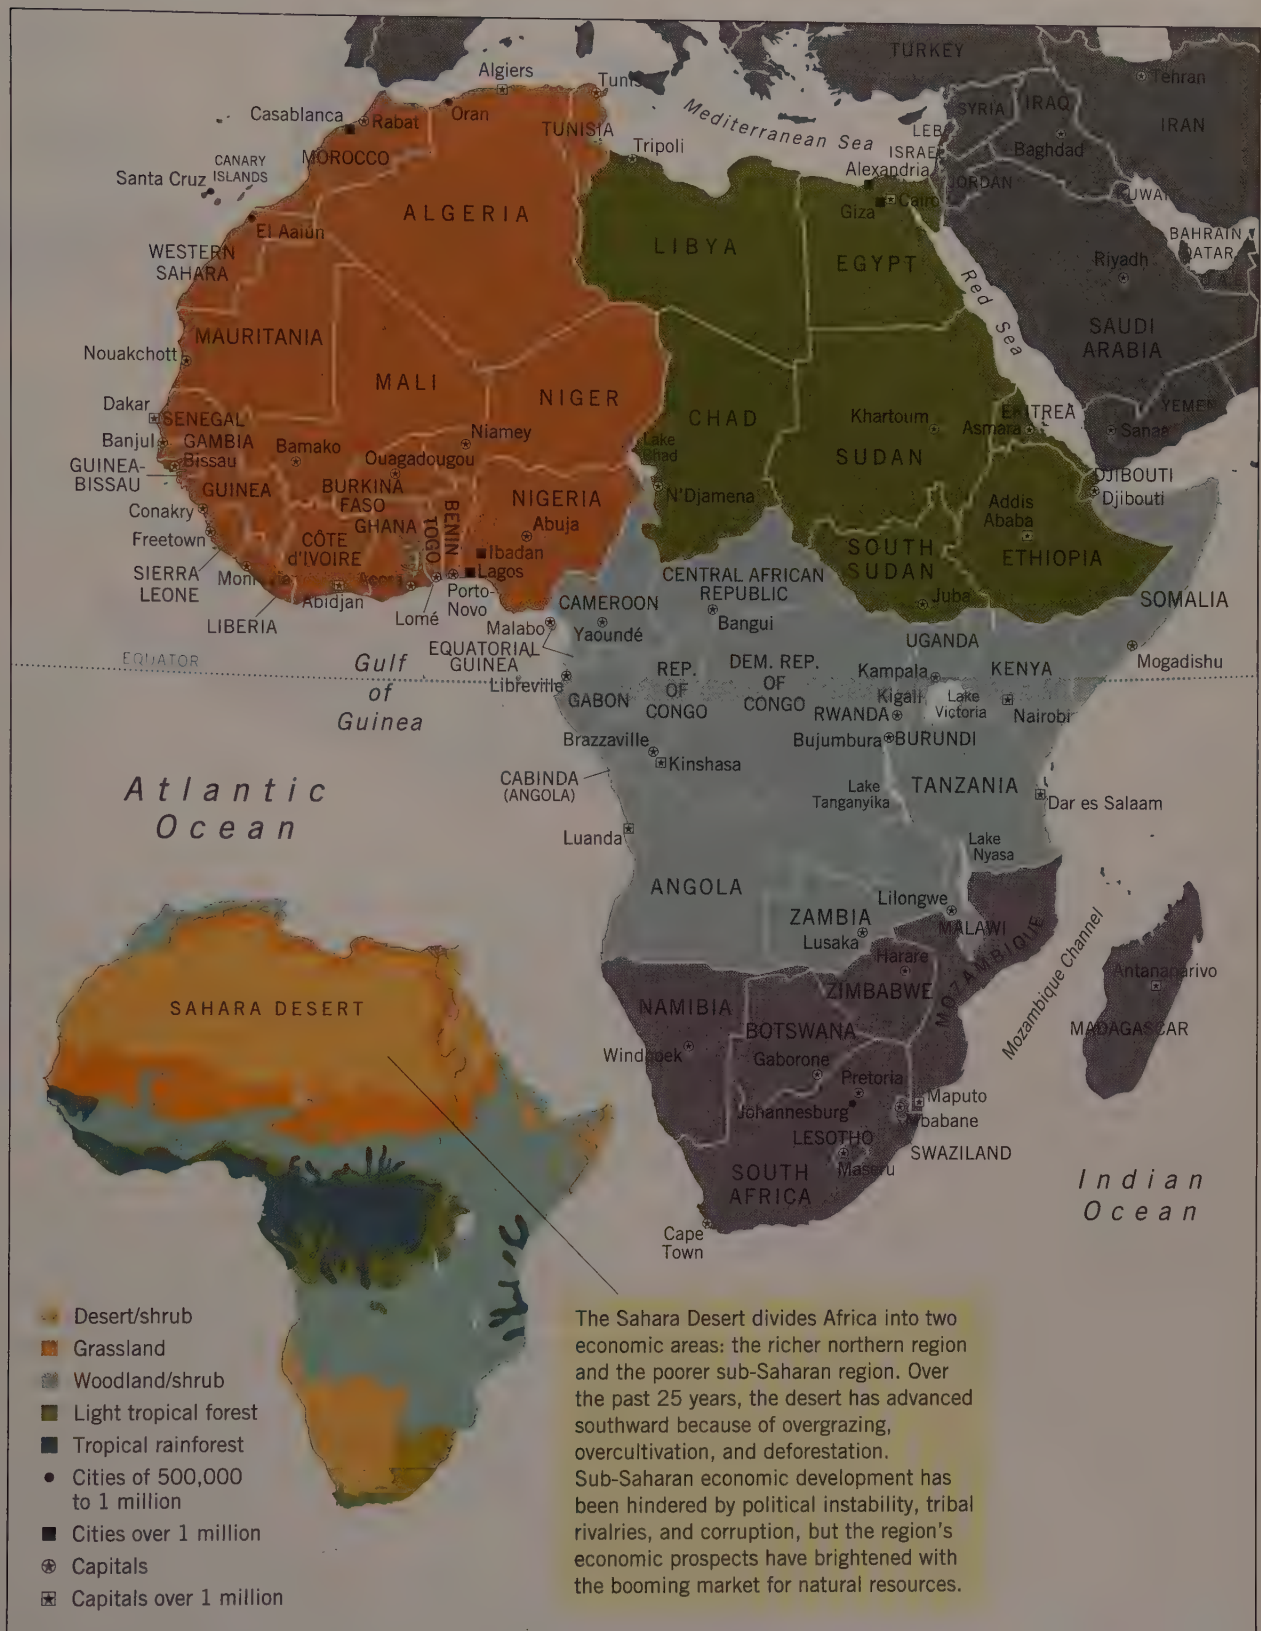 TURKEY
Algiers
Tunis
Tehran
Casablanca
Oran
Rabat
TUNISIA
Mediterranean Sea
SYRIA
IRAQ
IRAN
LEB
Tripoli
ISRAEL
Baghdad
MOROCCO
CANARY
ISLANDS
Alexandria
JORDAN
Santa Cruz
Giza
Cairo
KUWAIT
El Aaiún
ALGERIA
BAHRAIN
QATAR
WESTERN
SAHARA
LIBYA
EGYPT
Riyadh
U.A.E.
Red Sea
MAURITANIA
SAUDI
ARABIA
Nouakchott
MALI
NIGER
Dakar
SENEGAL
CHAD
Khartoum
ERITREA
YEMEN
Asmara
Sanaa
Banjul
GAMBIA
Niamey
Lake
Chad
Bissau
Bamako
Ouagadougou
SUDAN
GUINEA-
BISSAU
GUINEA
BURKINA
FASO
NIGERIA
N'Djamena
DJIBOUTI
Djibouti
Conakry
GHANA
TOGO
BENIN
Abuja
Addis
Ababa
Freetown
CÔTE
d'IVOIRE
Ibadan
SOUTH
SUDAN
ETHIOPIA
SIERRA
LEONE
Accra
Lagos
CENTRAL AFRICAN
REPUBLIC
Abidjan
Porto-
Novo
CAMEROON
Juba
SOMALIA
LIBERIA
Lomé
Malabo
Yaoundé
Bangui
UGANDA
EQUATOR
Gulf
of
Guinea
EQUATORIAL
GUINEA
REP.
OF
CONGO
DEM. REP.
OF
CONGO
Kampala
KENYA
Mogadishu
Libreville
GABON
Kigali
Lake
Victoria
RWANDA
Nairobi
Brazzaville
Bujumbura
BURUNDI
Kinshasa
CABINDA
(ANGOLA)
Lake
Tanganyika
TANZANIA
Dar es Salaam
Atlantic
Ocean
Luanda
Lake
Nyasa
ANGOLA
Lilongwe
ZAMBIA
MALAWI
Lusaka
MOZAMBIQUE
Mozambique Channel
Harare
Antananarivo
NAMIBIA
ZIMBABWE
BOTSWANA
MADAGASCAR
Windhoek
Gaborone
Pretoria
Johannesburg
Maputo
babane
LESOTHO
SWAZILAND
Maseru
SOUTH
AFRICA
Indian
Ocean
Cape
Town
SAHARA DESERT
Desert/shrub
Grassland
Woodland/shrub
Light tropical forest
Tropical rainforest
Cities of 500,000
to 1 million
Cities over 1 million
Capitals
Capitals over 1 million
The Sahara Desert divides Africa into two
economic areas: the richer northern region
and the poorer sub-Saharan region. Over
the past 25 years, the desert has advanced
southward because of overgrazing,
overcultivation, and deforestation.
Sub-Saharan economic development has
been hindered by political instability, tribal
rivalries, and corruption, but the region's
economic prospects have brightened with
the booming market for natural resources.